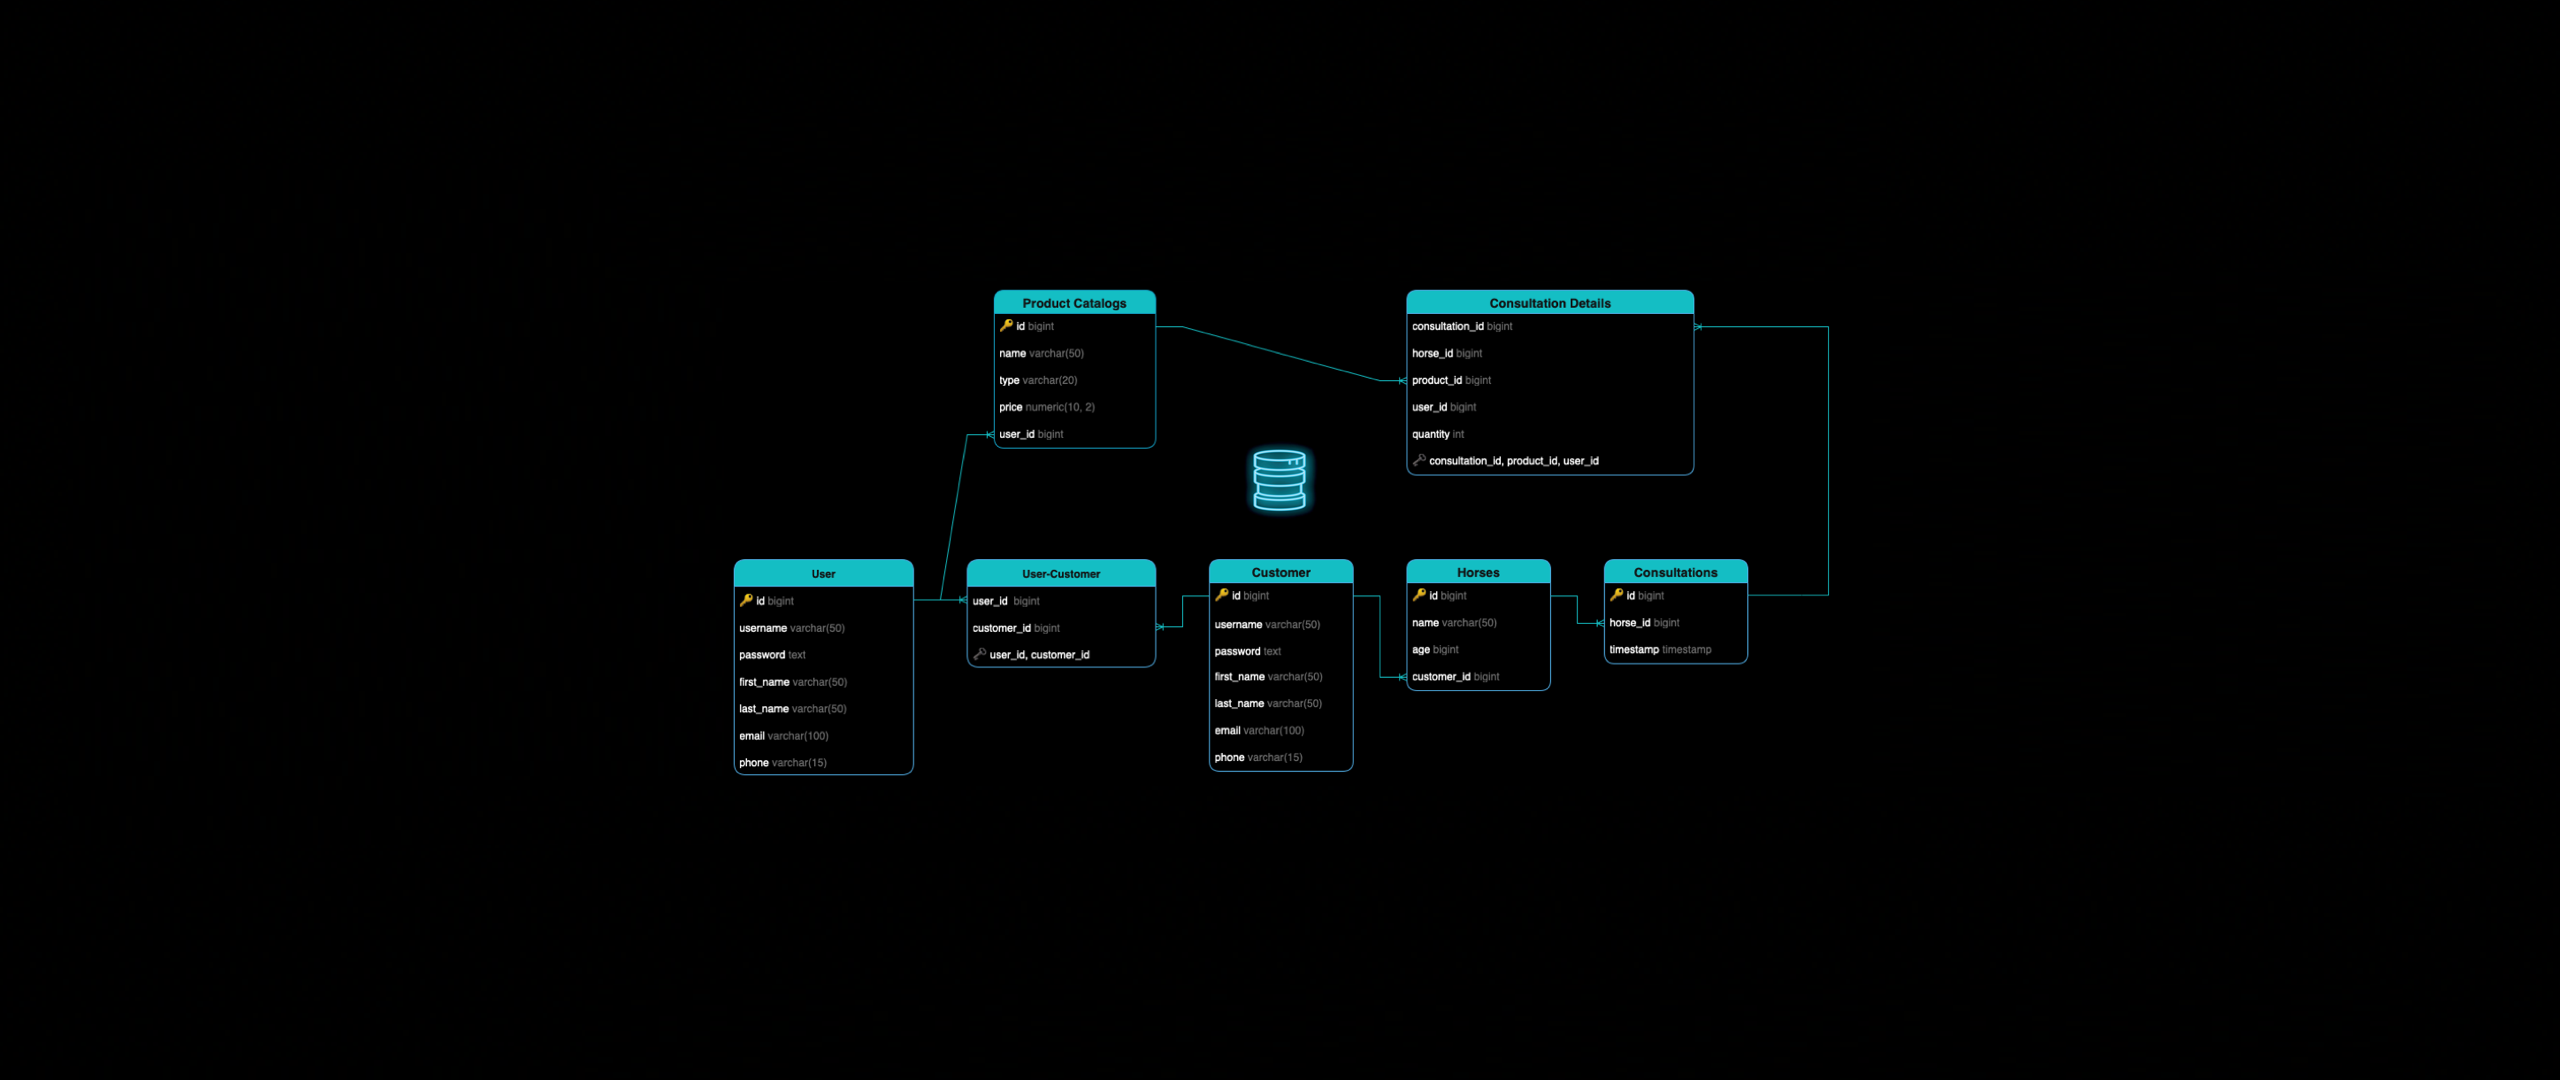 Product Catalogs
id bigint
name varchar(50)
type varchar(20)
price numeric(10, 2)
user_id bigint
Consultation Details
consultation_id bigint
horse_id bigint
product_id bigint
user_id bigint
quantity int
consultation_id, product_id, user_id
User
id bigint
username varchar(50)
password text
first_name varchar(50)
last_name varchar(50)
email varchar(100)
phone varchar(15)
User-Customer
user_id bigint
customer_id bigint
user_id, customer_id
Customer
id bigint
username varchar(50)
password text
first_name varchar(50)
last_name varchar(50)
email varchar(100)
phone varchar(15)
Horses
id bigint
name varchar(50)
age bigint
customer_id bigint
Consultations
id bigint
horse_id bigint
timestamp timestamp